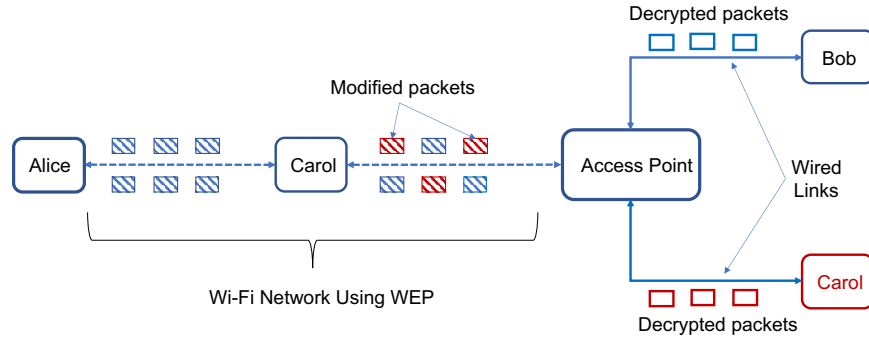 Decrypted packets
Bob
Modified packets
Alice
Carol
Access Point
Wired
Links
Carol
Wi-Fi Network Using WEP
Decrypted packets